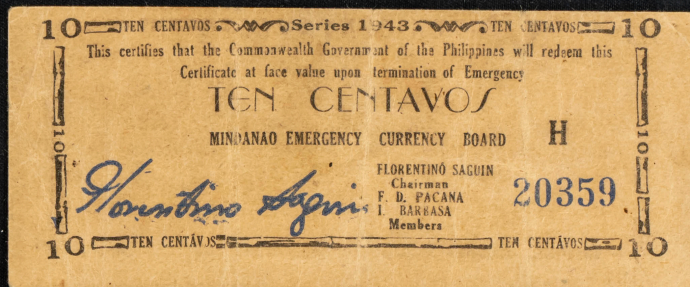 10 TEN CENTAVOS Series 1943 TEN CENTAVOS 10
This certifies that the Commonwealth Government of the Philippines will redeem this
Certificate at face value upon termination of Emergency
TEN CENTAVOS
MINDANAO EMERGENCY CURRENCY BOARD H
10
10
FLORENTINO SAGUIN
Chairman
F. D. PACANA
I. BARBASA
Members
20359
Florentino Saguin
10 TEN CENTAVOS TEN CENTAVOS 10